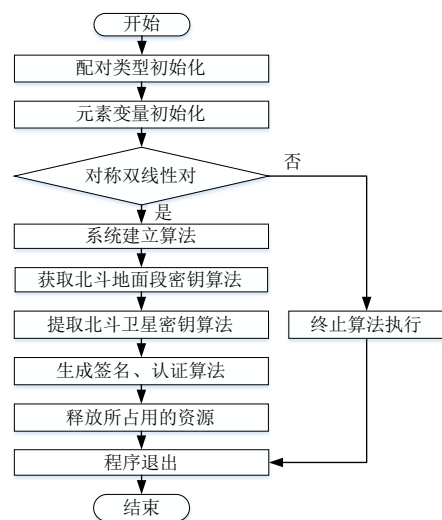 开始
配对类型初始化
元素变量初始化
对称双线性对
否
是
系统建立算法
获取北斗地面段密钥算法
提取北斗卫星密钥算法
终止算法执行
生成签名、认证算法
释放所占用的资源
程序退出
结束